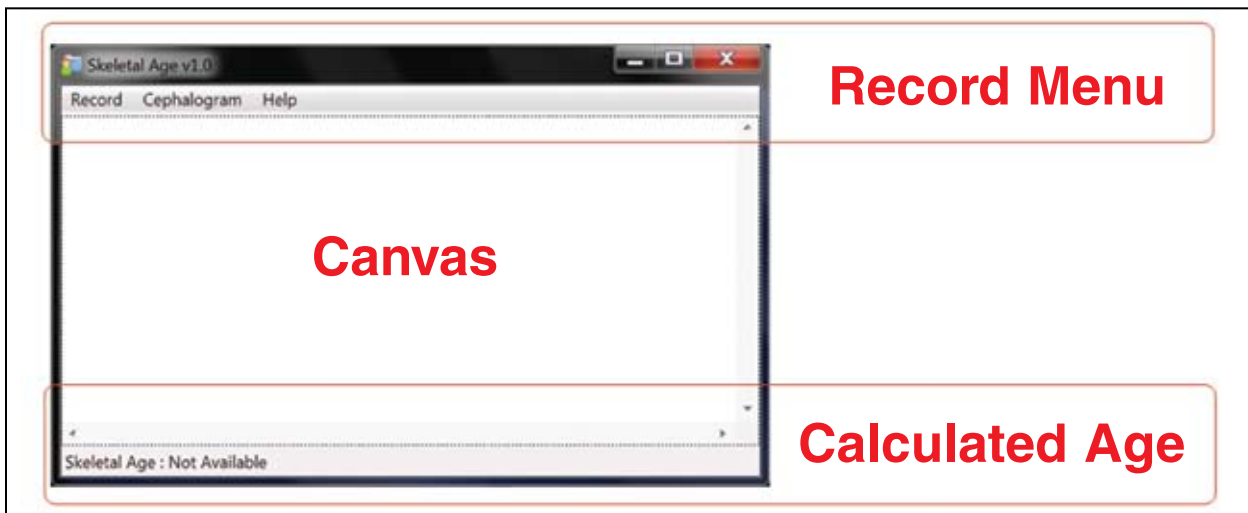 Skeletal Age v1.0
Record Menu
Record Cephalogram Help
Canvas
Calculated Age
Skeletal Age : Not Available